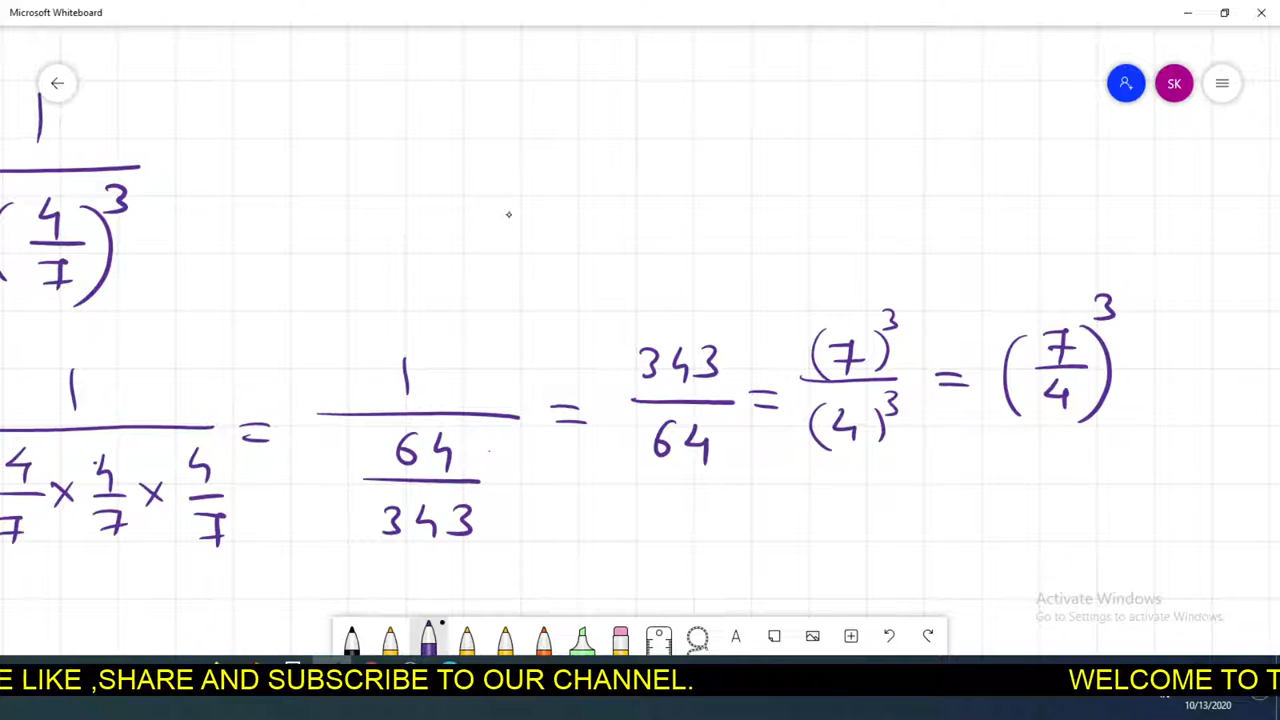 Microsoft Whiteboard
SK
1
(4/7)^3
1 / (4/7 × 4/7 × 4/7) = 1 / (64/343) = 343/64 = (7)^3/(4)^3 = (7/4)^3
Activate Windows
Go to Settings to activate Windows.
A
E LIKE ,SHARE AND SUBSCRIBE TO OUR CHANNEL. WELCOME TO T
10/13/2020